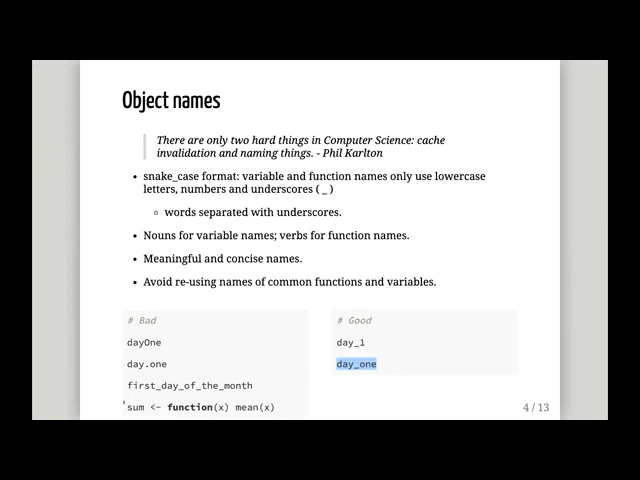 Object names
There are only two hard things in Computer Science: cache
invalidation and naming things. - Phil Karlton
• snake_case format: variable and function names only use lowercase
letters, numbers and underscores ( _ )
◦ words separated with underscores.
• Nouns for variable names; verbs for function names.
• Meaningful and concise names.
• Avoid re-using names of common functions and variables.
# Bad
dayOne
day.one
first_day_of_the_month
sum <- function(x) mean(x)
# Good
day_1
day_one
4 / 13